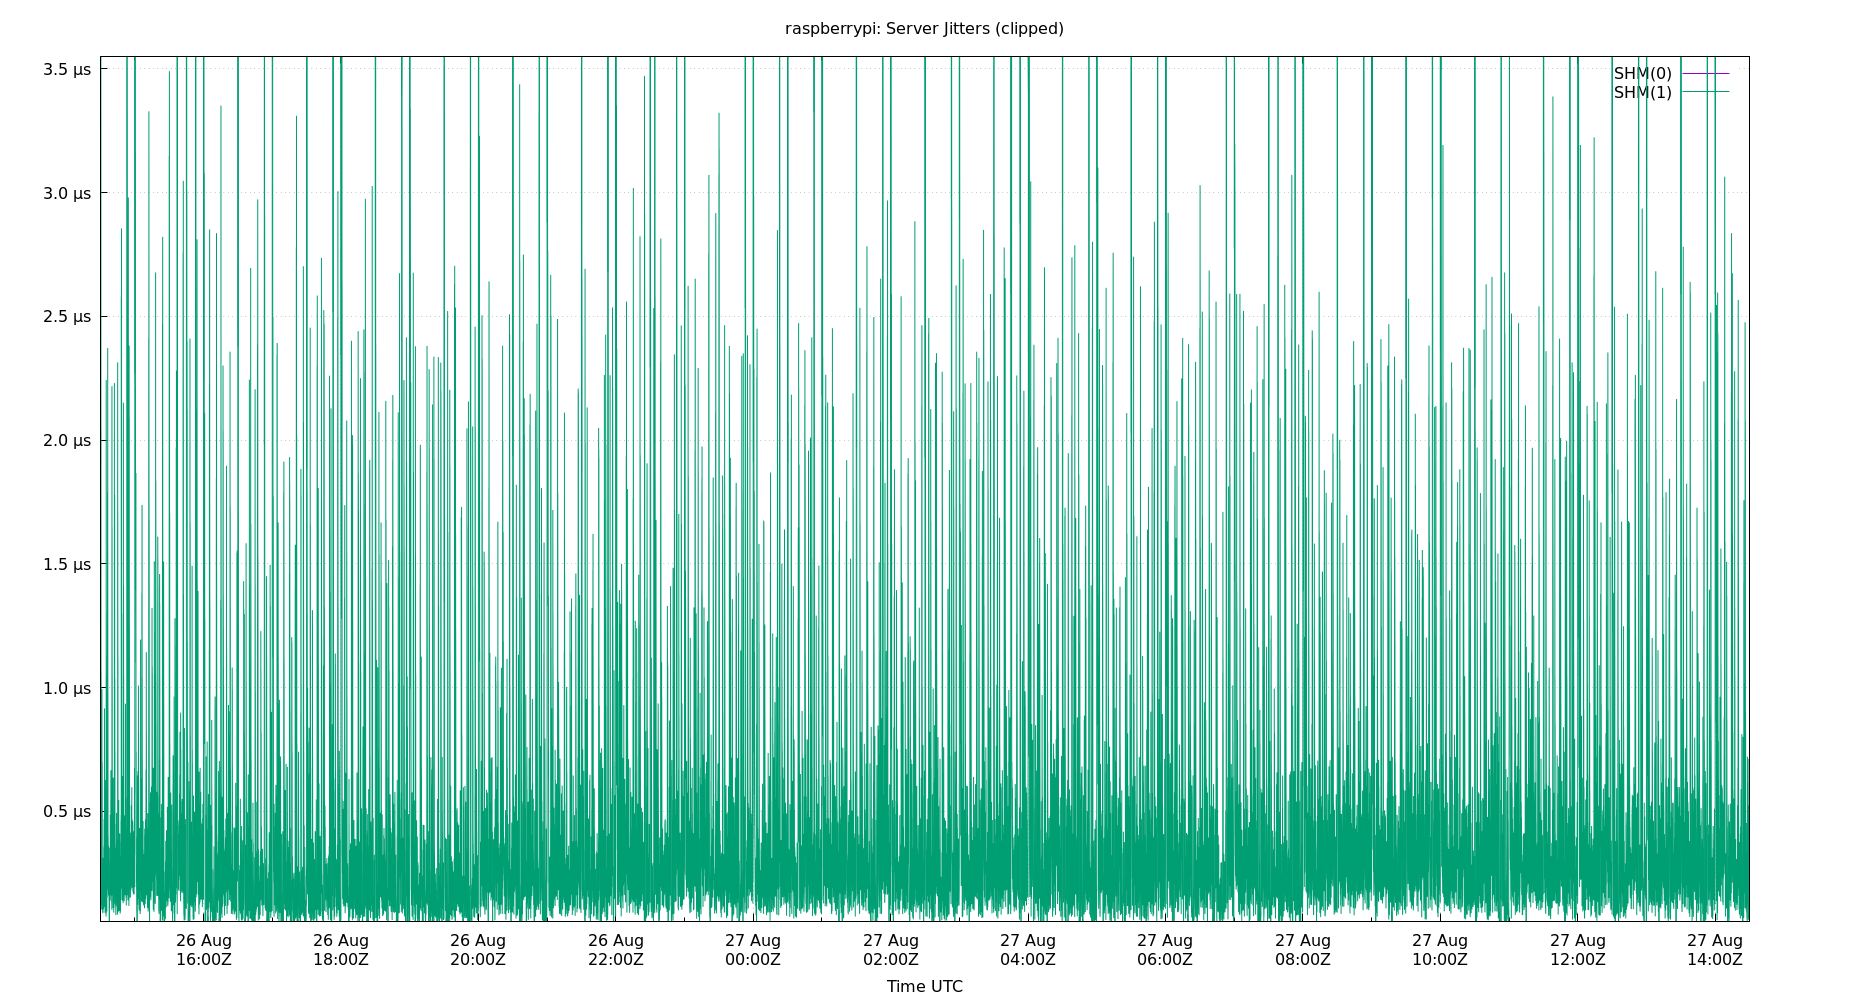 raspberrypi: Server Jitters (clipped)
SHM(0)
SHM(1)
3.5 µs
3.0 µs
2.5 µs
2.0 µs
1.5 µs
1.0 µs
0.5 µs
26 Aug 26 Aug 26 Aug 26 Aug 27 Aug 27 Aug 27 Aug 27 Aug 27 Aug 27 Aug 27 Aug 27 Aug
16:00Z 18:00Z 20:00Z 22:00Z 00:00Z 02:00Z 04:00Z 06:00Z 08:00Z 10:00Z 12:00Z 14:00Z
Time UTC